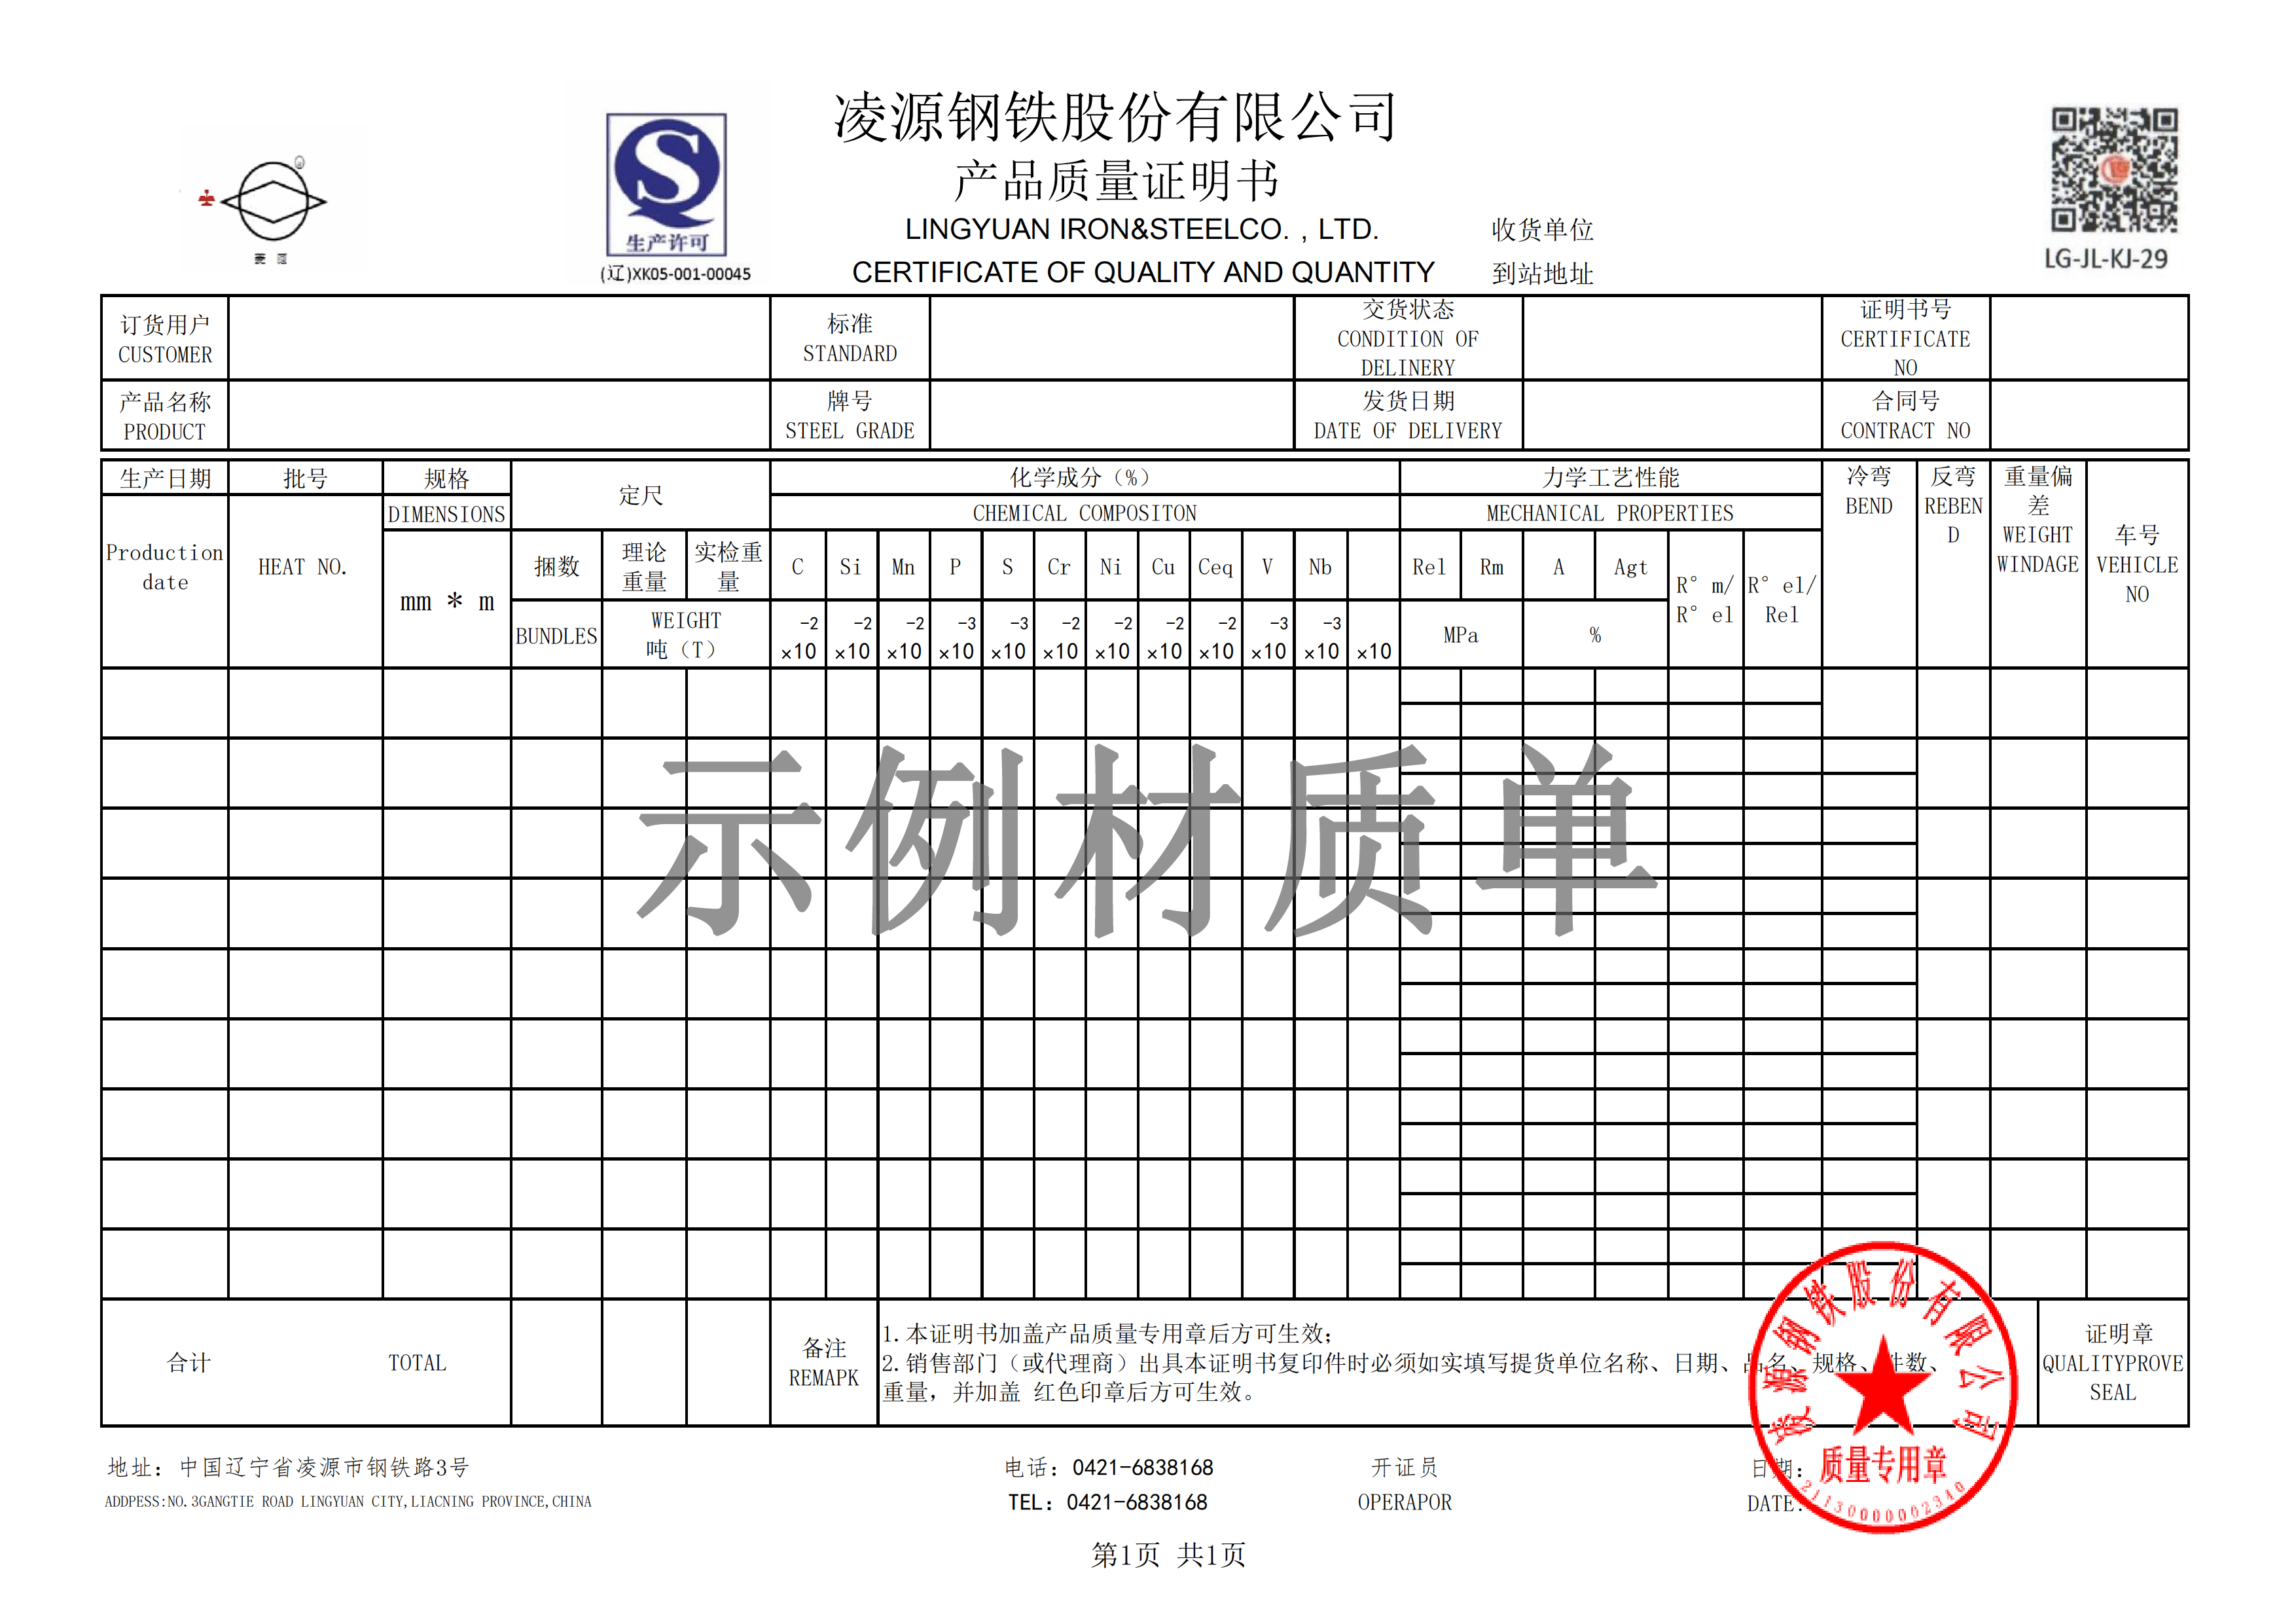 凌源钢铁股份有限公司
产品质量证明书
LINGYUAN IRON&STEELCO. , LTD.
收货单位
CERTIFICATE OF QUALITY AND QUANTITY
到站地址
生产许可
(辽)XK05-001-00045
LG-JL-KJ-29
订货用户
CUSTOMER
标准
STANDARD
交货状态
CONDITION OF
DELINERY
证明书号
CERTIFICATE
NO
产品名称
PRODUCT
牌号
STEEL GRADE
发货日期
DATE OF DELIVERY
合同号
CONTRACT NO
生产日期
Production
date
批号
HEAT NO.
规格
DIMENSIONS
mm * m
定尺
捆数
BUNDLES
理论
重量
实检重
量
WEIGHT
吨（T）
化学成分（%）
CHEMICAL COMPOSITON
C Si Mn P S Cr Ni Cu Ceq V Nb
-2 -2 -2 -3 -3 -2 -2 -2 -2 -3 -3
×10 ×10 ×10 ×10 ×10 ×10 ×10 ×10 ×10 ×10 ×10 ×10
力学工艺性能
MECHANICAL PROPERTIES
Rel Rm A Agt
MPa %
R° m/
R° el
R° el/
Rel
冷弯
BEND
反弯
REBEN
D
重量偏
差
WEIGHT
WINDAGE
车号
VEHICLE
NO
示例材质单
合计 TOTAL
备注
REMAPK
1.本证明书加盖产品质量专用章后方可生效；
2.销售部门（或代理商）出具本证明书复印件时必须如实填写提货单位名称、日期、品名、规格、件数、
重量，并加盖 红色印章后方可生效。
证明章
QUALITYPROVE
SEAL
凌源钢铁股份有限公司
质量专用章
2113000002340
地址：中国辽宁省凌源市钢铁路3号
ADDPESS:NO.3GANGTIE ROAD LINGYUAN CITY,LIACNING PROVINCE,CHINA
电话：0421-6838168
TEL：0421-6838168
开证员
OPERAPOR
日期：
DATE:
第1页 共1页